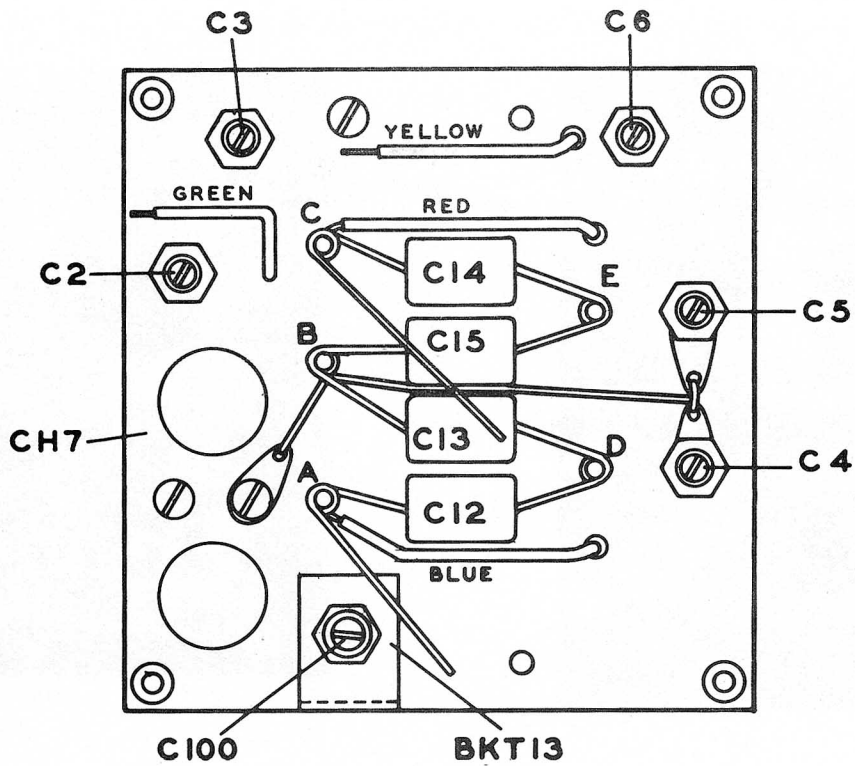 C3
C6
YELLOW
GREEN
C
RED
C2
C14
E
C5
B
C15
CH7
C13
D
C4
A
C12
BLUE
C100
BKT13